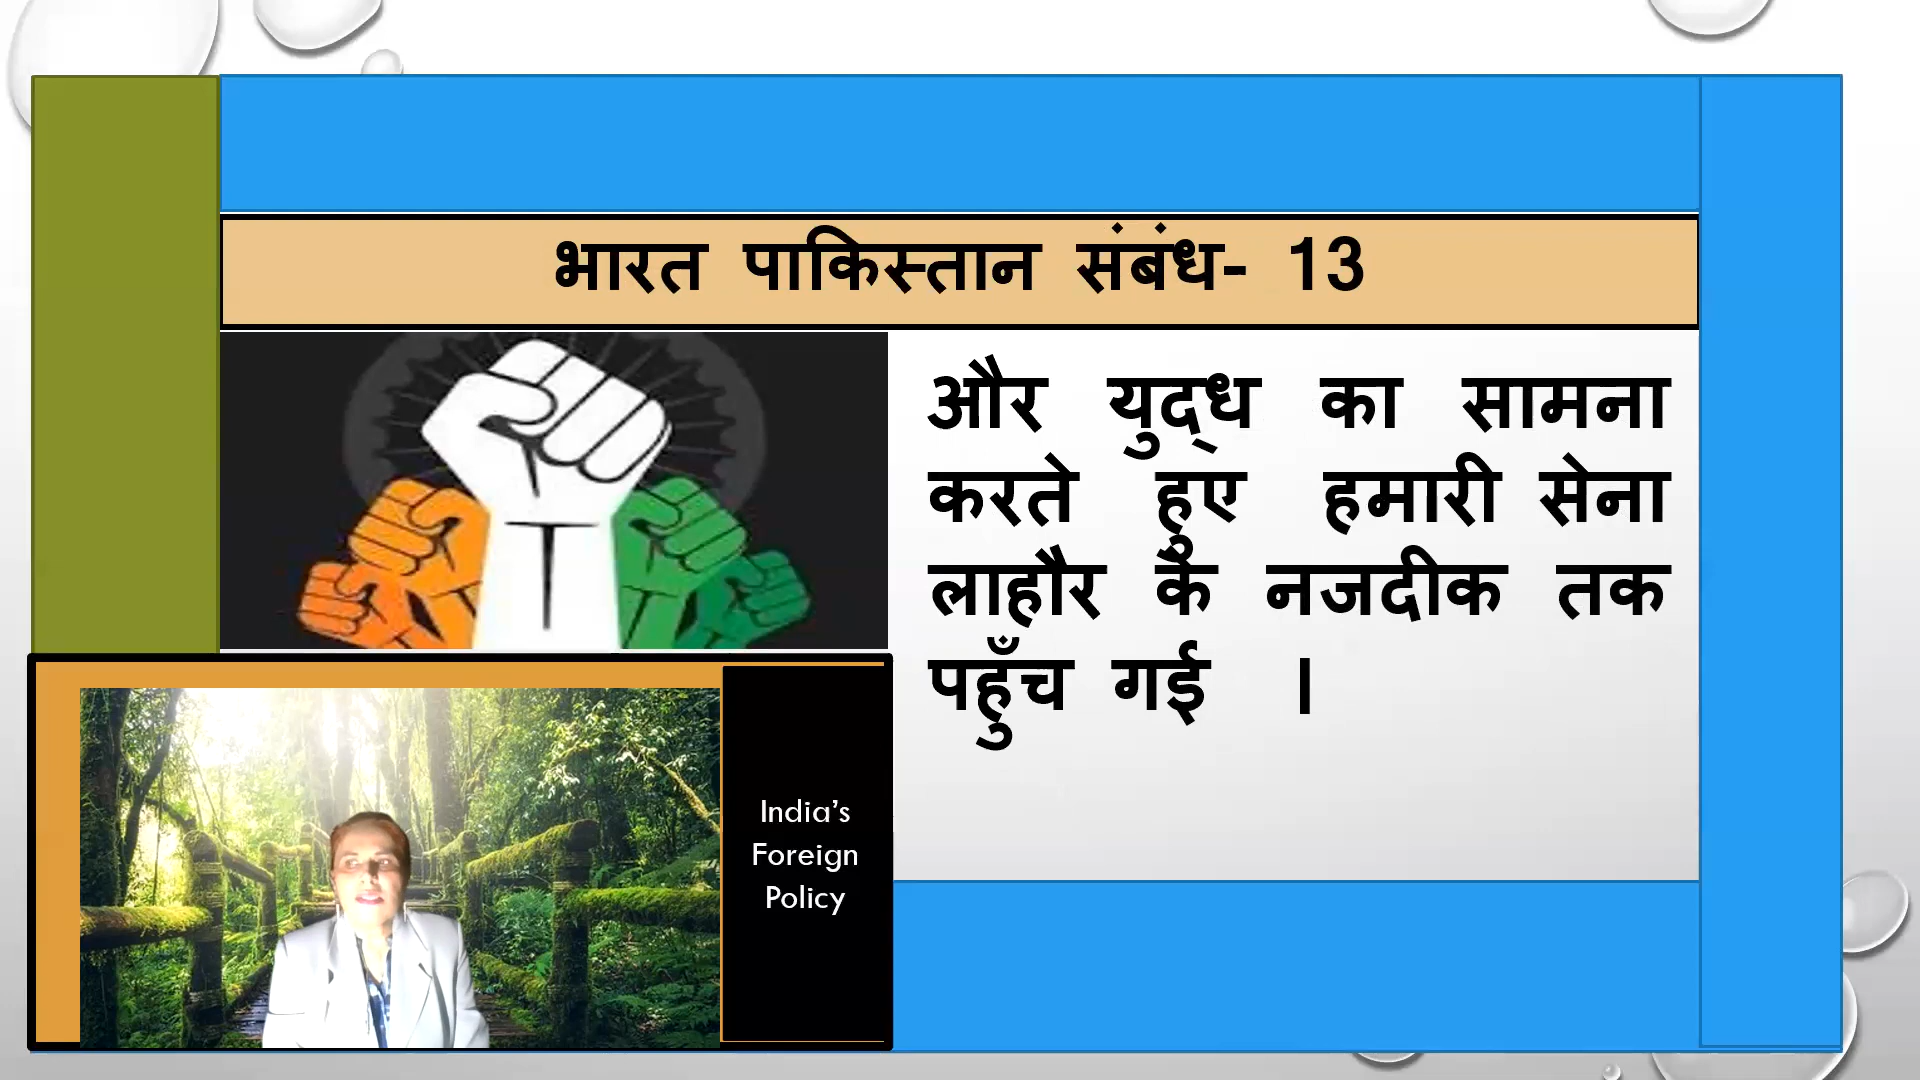 भारत पाकिस्तान संबंध- 13
और युद्ध का सामना
करते हुए हमारी सेना
लाहौर के नजदीक तक
पहुँच गई ।
India’s
Foreign
Policy